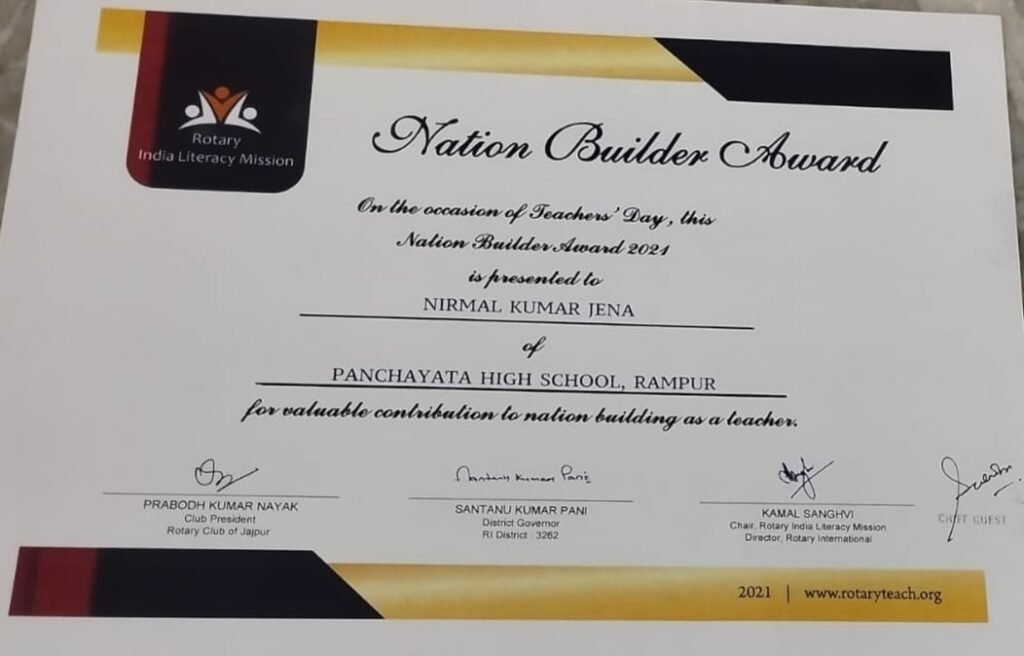 Rotary
India Literacy Mission
Nation Builder Award
On the occasion of Teachers' Day, this
Nation Builder Award 2021
is presented to
NIRMAL KUMAR JENA
of
PANCHAYATA HIGH SCHOOL, RAMPUR
for valuable contribution to nation building as a teacher.
Santanu Kumar Pani
PRABODH KUMAR NAYAK
Club President
Rotary Club of Jajpur
SANTANU KUMAR PANI
District Governor
RI District : 3262
KAMAL SANGHVI
Chair, Rotary India Literacy Mission
Director, Rotary International
CHIEF GUEST
2021 | www.rotaryteach.org